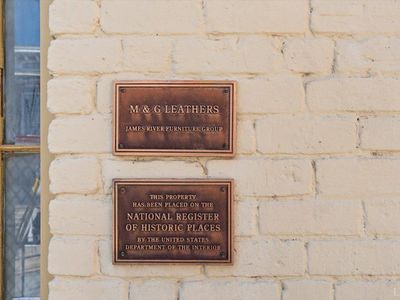 M & G LEATHERS
JAMES RIVER FURNITURE GROUP
THIS PROPERTY
HAS BEEN PLACED ON THE
NATIONAL REGISTER
OF HISTORIC PLACES
BY THE UNITED STATES
DEPARTMENT OF THE INTERIOR